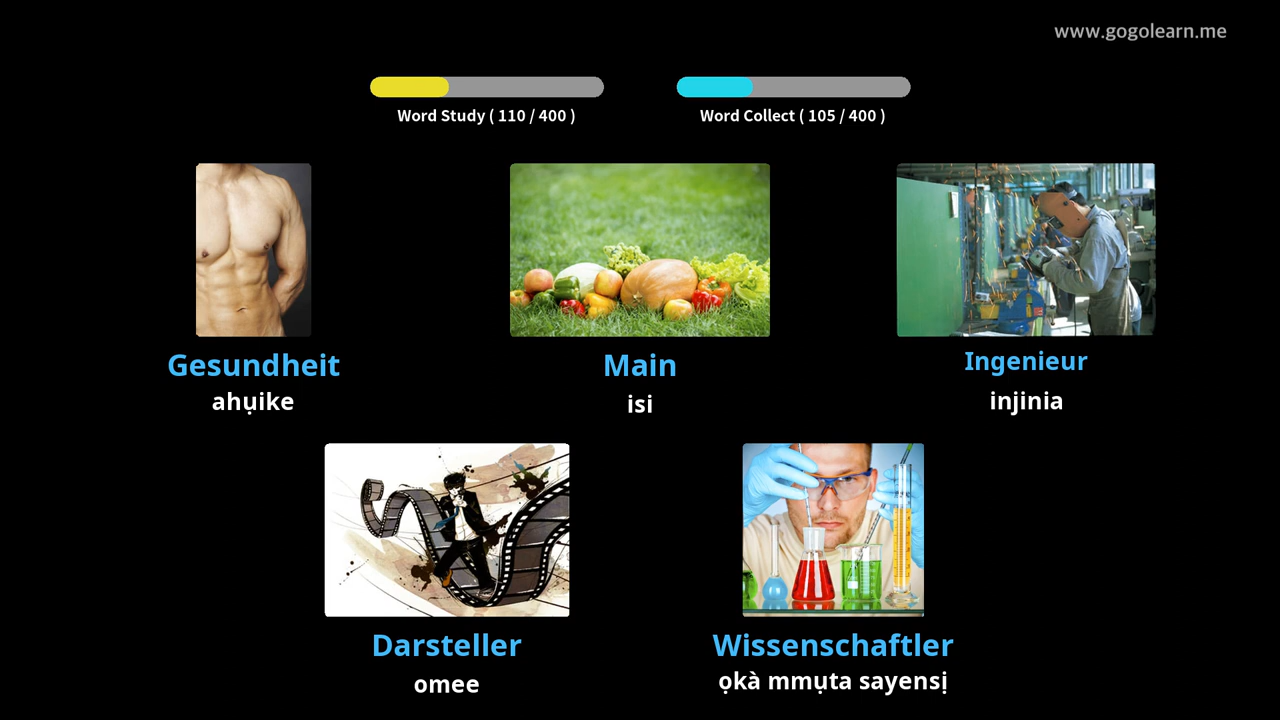 www.gogolearn.me
Word Study ( 110 / 400 )
Word Collect ( 105 / 400 )
Gesundheit
ahụike
Main
isi
Ingenieur
injinia
Darsteller
omee
Wissenschaftler
ọkà mmụta sayensị